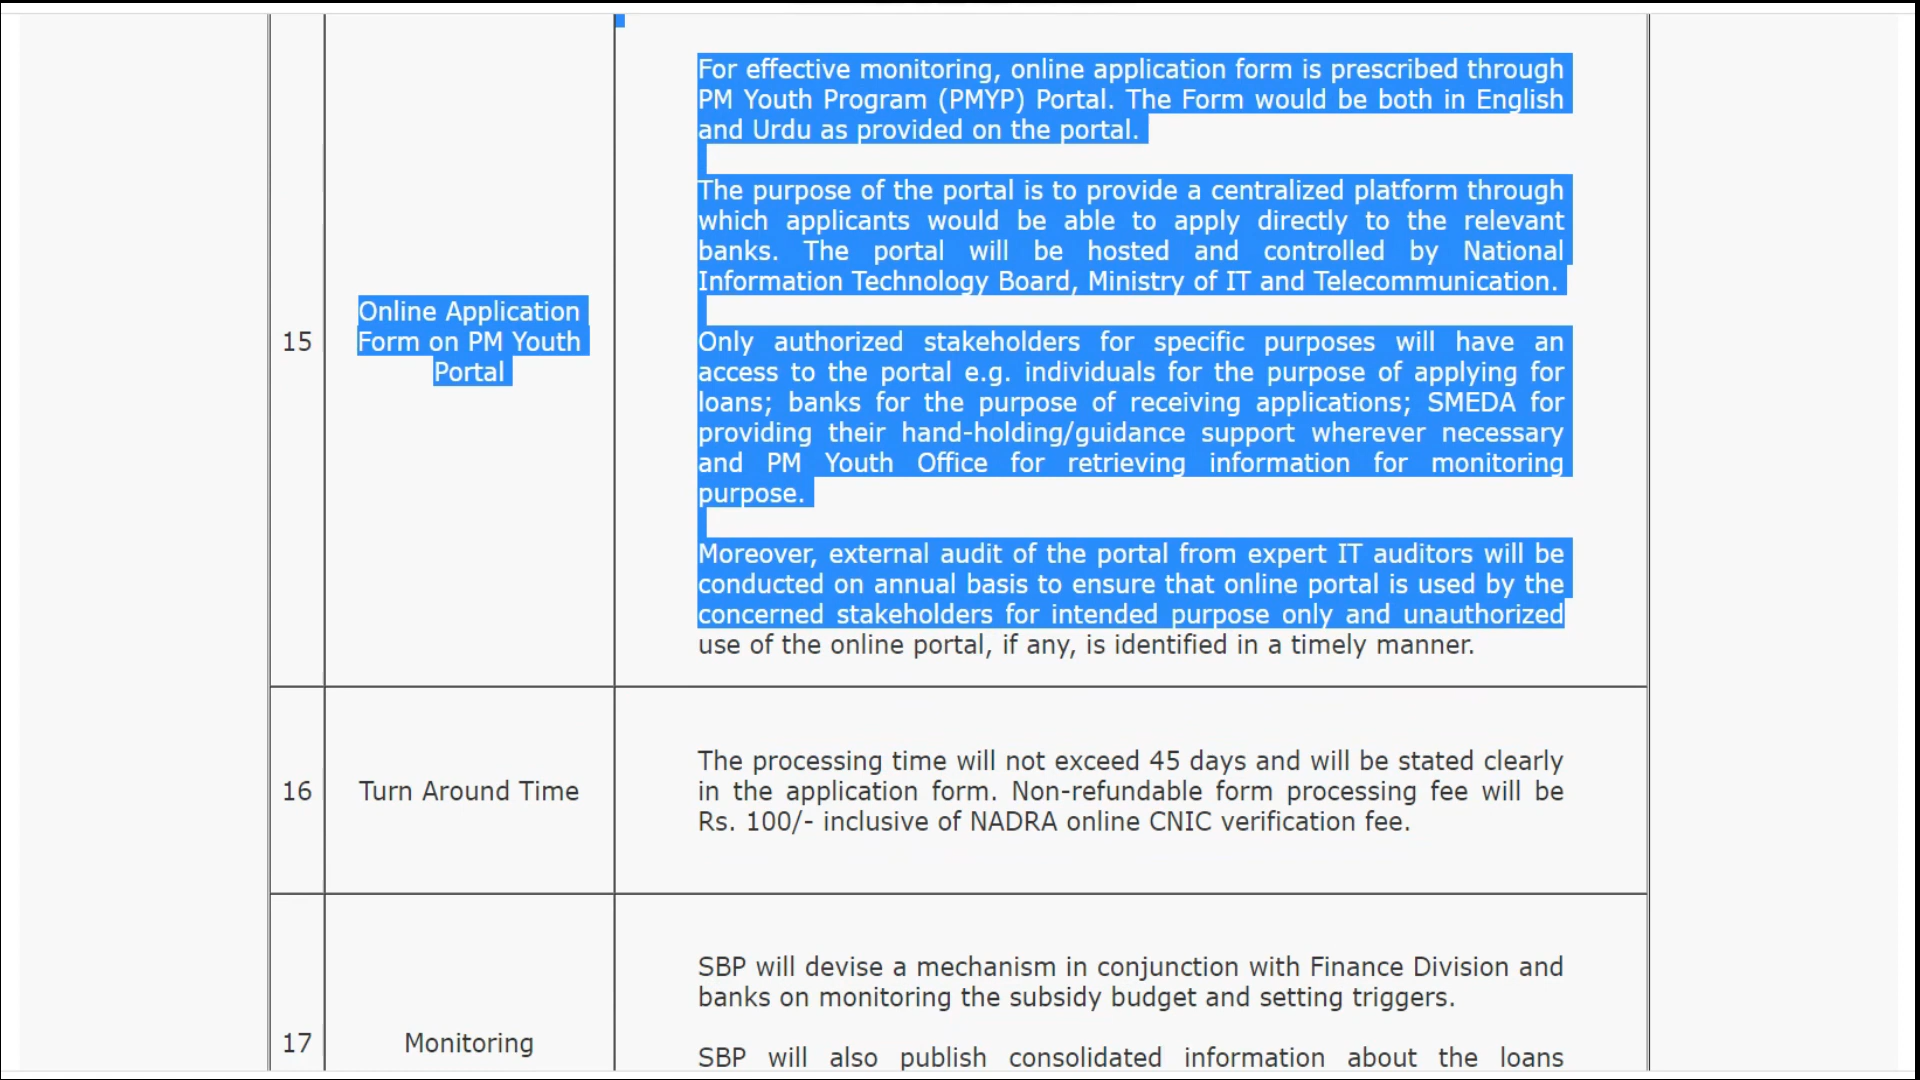 For effective monitoring, online application form is prescribed through
PM Youth Program (PMYP) Portal. The Form would be both in English
and Urdu as provided on the portal.
The purpose of the portal is to provide a centralized platform through
which applicants would be able to apply directly to the relevant
banks. The portal will be hosted and controlled by National
Information Technology Board, Ministry of IT and Telecommunication.
15
Online Application
Form on PM Youth
Portal
Only authorized stakeholders for specific purposes will have an
access to the portal e.g. individuals for the purpose of applying for
loans; banks for the purpose of receiving applications; SMEDA for
providing their hand-holding/guidance support wherever necessary
and PM Youth Office for retrieving information for monitoring
purpose.
Moreover, external audit of the portal from expert IT auditors will be
conducted on annual basis to ensure that online portal is used by the
concerned stakeholders for intended purpose only and unauthorized
use of the online portal, if any, is identified in a timely manner.
16
Turn Around Time
The processing time will not exceed 45 days and will be stated clearly
in the application form. Non-refundable form processing fee will be
Rs. 100/- inclusive of NADRA online CNIC verification fee.
17
Monitoring
SBP will devise a mechanism in conjunction with Finance Division and
banks on monitoring the subsidy budget and setting triggers.
SBP will also publish consolidated information about the loans